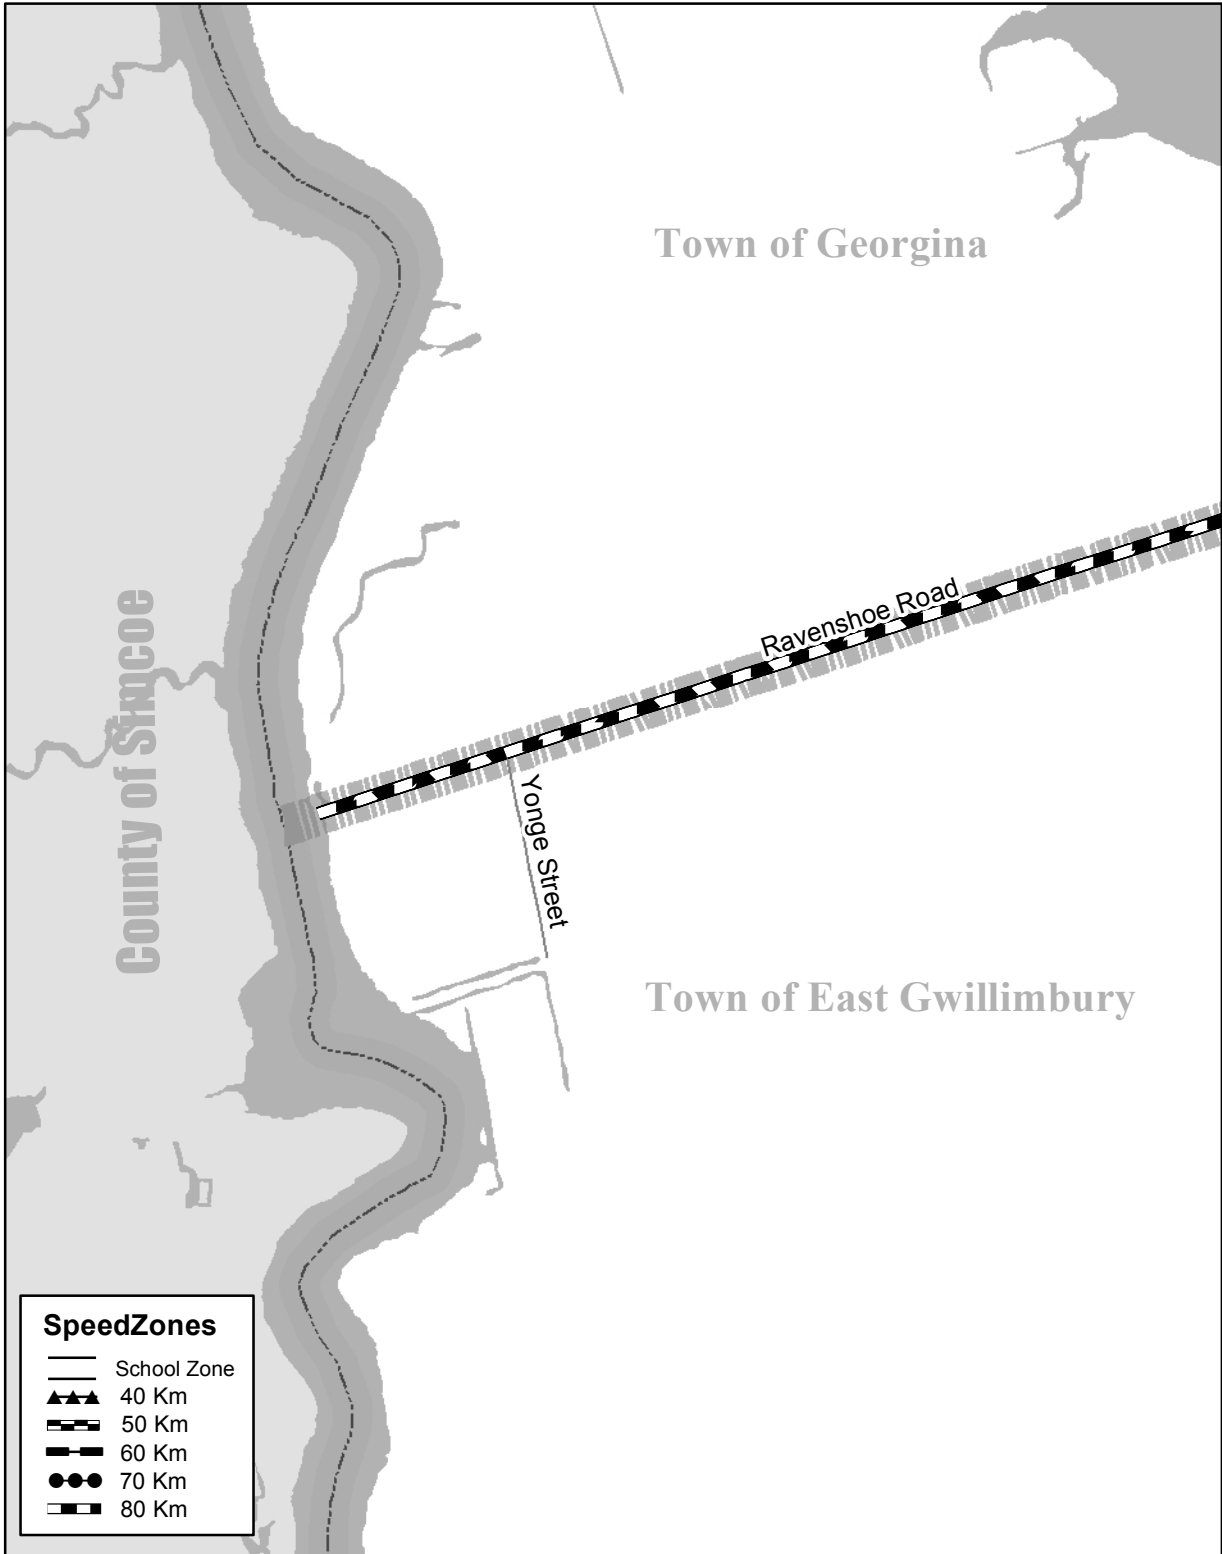 Town of Georgina
Ravenshoe Road
County of Simcoe
Yonge Street
Town of East Gwillimbury
SpeedZones
School Zone
40 Km
50 Km
60 Km
70 Km
80 Km